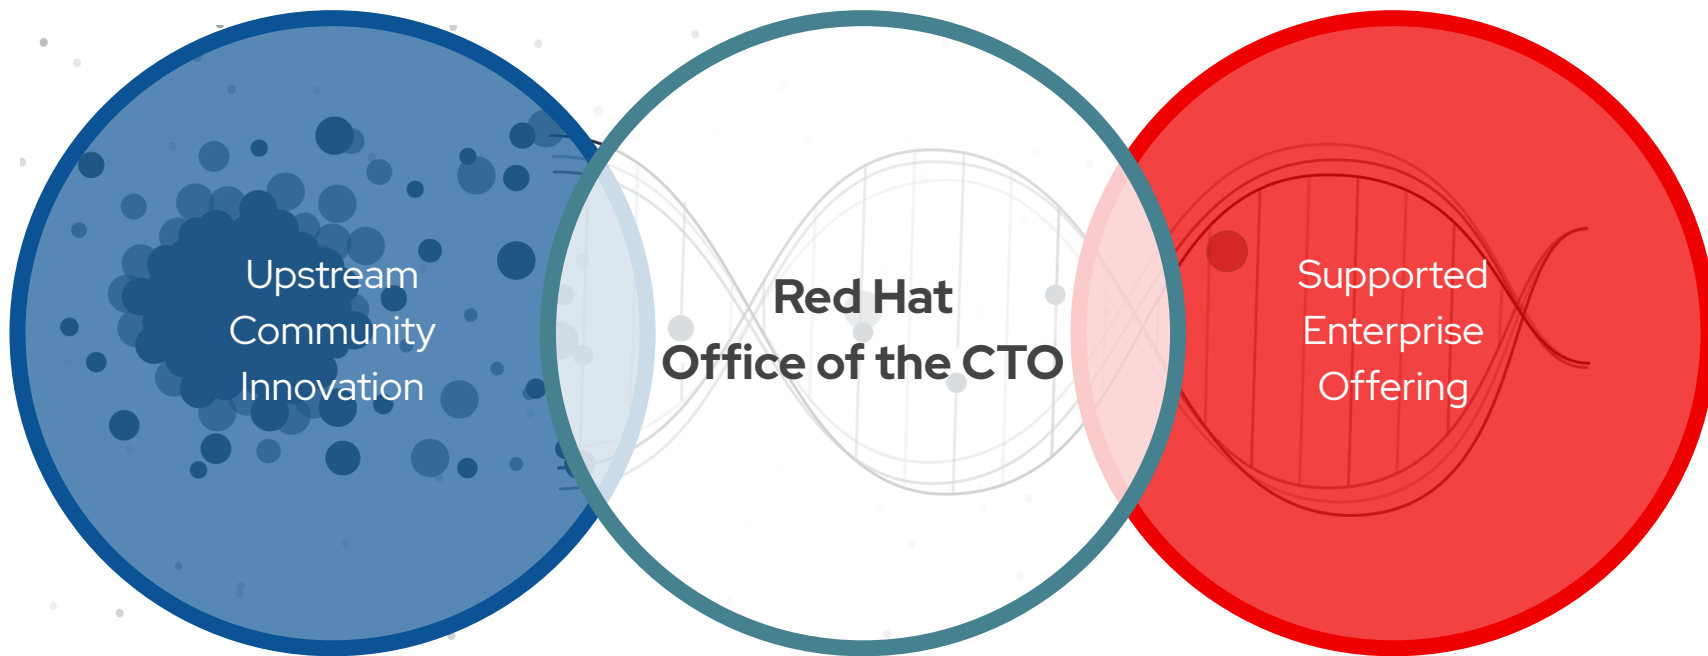 Upstream
Community
Innovation
Red Hat
Office of the CTO
Supported
Enterprise
Offering